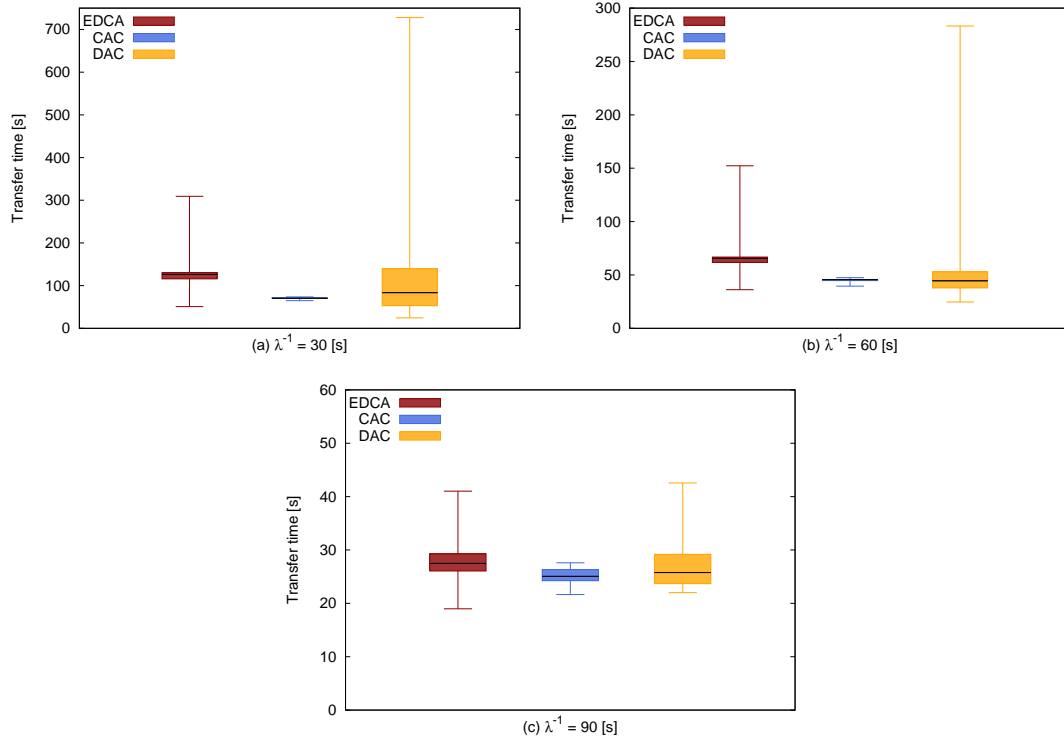 Transfer time [s]
700
600
500
400
300
200
100
0
EDCA
CAC
DAC
(a) λ⁻¹ = 30 [s]
Transfer time [s]
300
250
200
150
100
50
0
EDCA
CAC
DAC
(b) λ⁻¹ = 60 [s]
Transfer time [s]
60
50
40
30
20
10
0
EDCA
CAC
DAC
(c) λ⁻¹ = 90 [s]